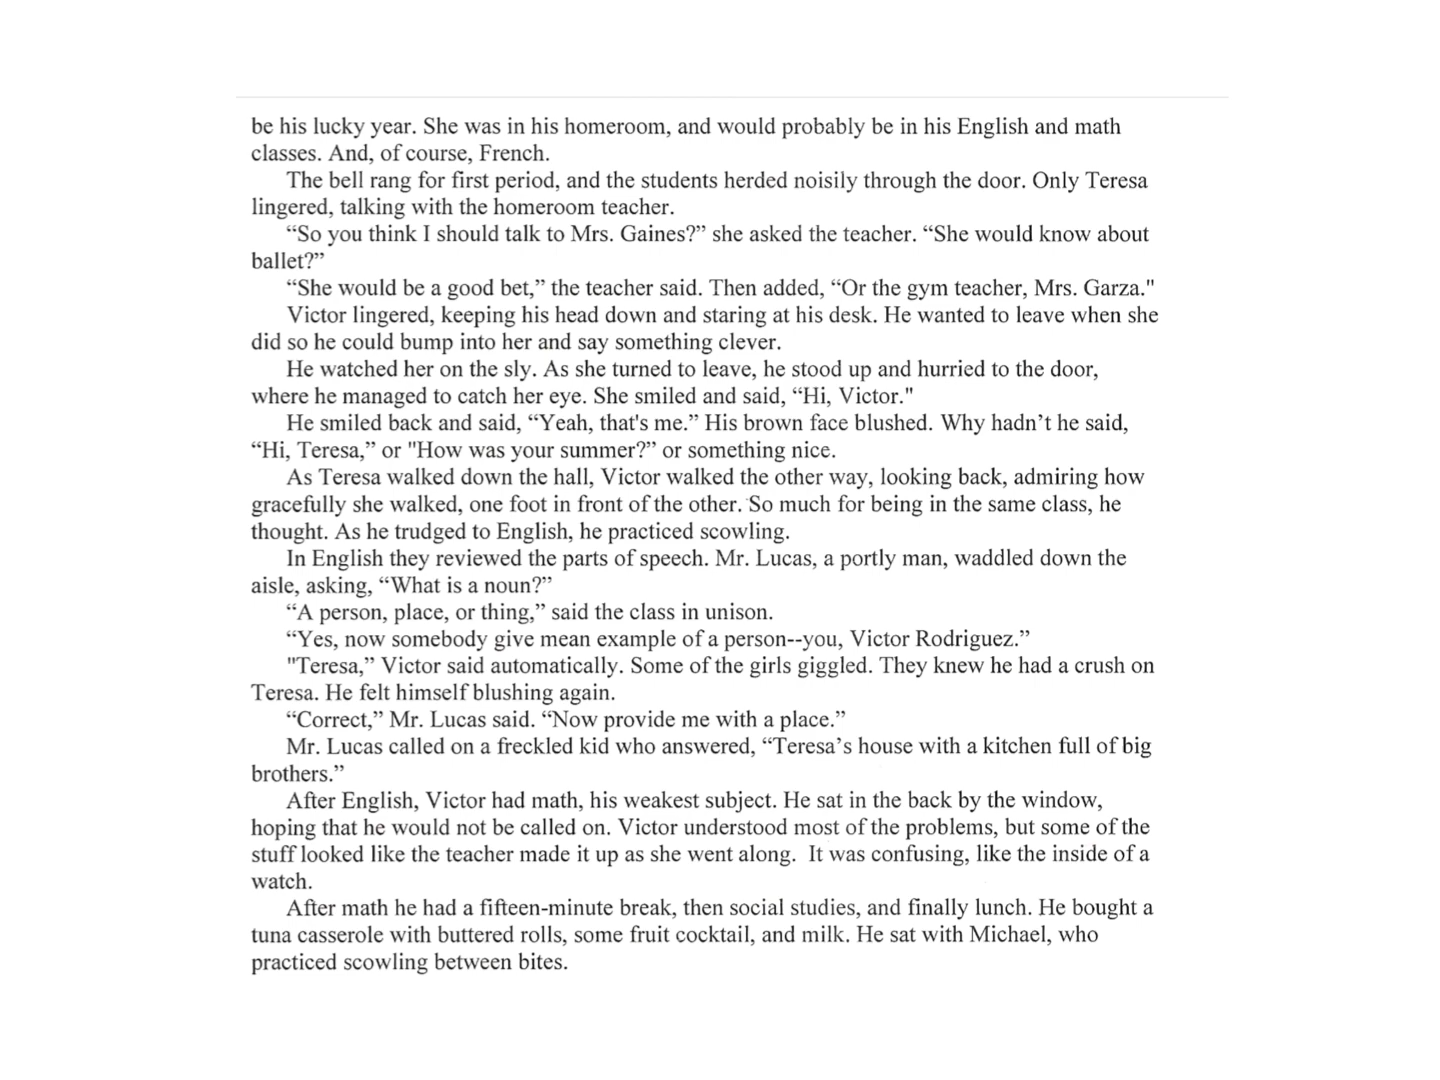 be his lucky year. She was in his homeroom, and would probably be in his English and math
classes. And, of course, French.
The bell rang for first period, and the students herded noisily through the door. Only Teresa
lingered, talking with the homeroom teacher.
“So you think I should talk to Mrs. Gaines?” she asked the teacher. “She would know about
ballet?”
“She would be a good bet,” the teacher said. Then added, “Or the gym teacher, Mrs. Garza."
Victor lingered, keeping his head down and staring at his desk. He wanted to leave when she
did so he could bump into her and say something clever.
He watched her on the sly. As she turned to leave, he stood up and hurried to the door,
where he managed to catch her eye. She smiled and said, “Hi, Victor."
He smiled back and said, “Yeah, that's me.” His brown face blushed. Why hadn’t he said,
“Hi, Teresa,” or "How was your summer?” or something nice.
As Teresa walked down the hall, Victor walked the other way, looking back, admiring how
gracefully she walked, one foot in front of the other. So much for being in the same class, he
thought. As he trudged to English, he practiced scowling.
In English they reviewed the parts of speech. Mr. Lucas, a portly man, waddled down the
aisle, asking, “What is a noun?”
“A person, place, or thing,” said the class in unison.
“Yes, now somebody give mean example of a person--you, Victor Rodriguez.”
"Teresa,” Victor said automatically. Some of the girls giggled. They knew he had a crush on
Teresa. He felt himself blushing again.
“Correct,” Mr. Lucas said. “Now provide me with a place.”
Mr. Lucas called on a freckled kid who answered, “Teresa’s house with a kitchen full of big
brothers.”
After English, Victor had math, his weakest subject. He sat in the back by the window,
hoping that he would not be called on. Victor understood most of the problems, but some of the
stuff looked like the teacher made it up as she went along.  It was confusing, like the inside of a
watch.
After math he had a fifteen-minute break, then social studies, and finally lunch. He bought a
tuna casserole with buttered rolls, some fruit cocktail, and milk. He sat with Michael, who
practiced scowling between bites.